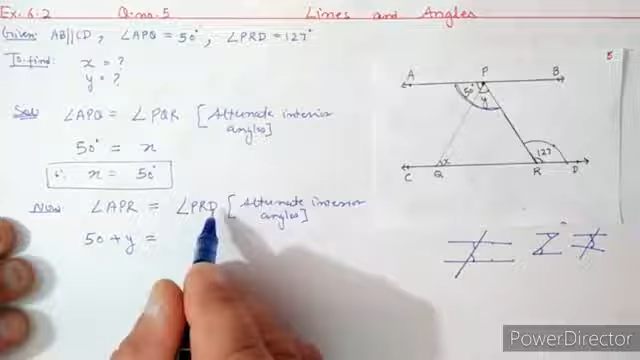 Ex. 6.2 Q.no.5 Lines and Angles
Given: AB||CD, ∠APQ = 50°, ∠PRD = 127°
To find: x = ?
y = ?
Sol ∠APQ = ∠PQR [Alternate interior
angles]
50° = x
∴ x = 50°
Now ∠APR = ∠PRD [Alternate interior
angles]
50 + y =
A P B
50° y
127°
x
C Q R D
PowerDirector